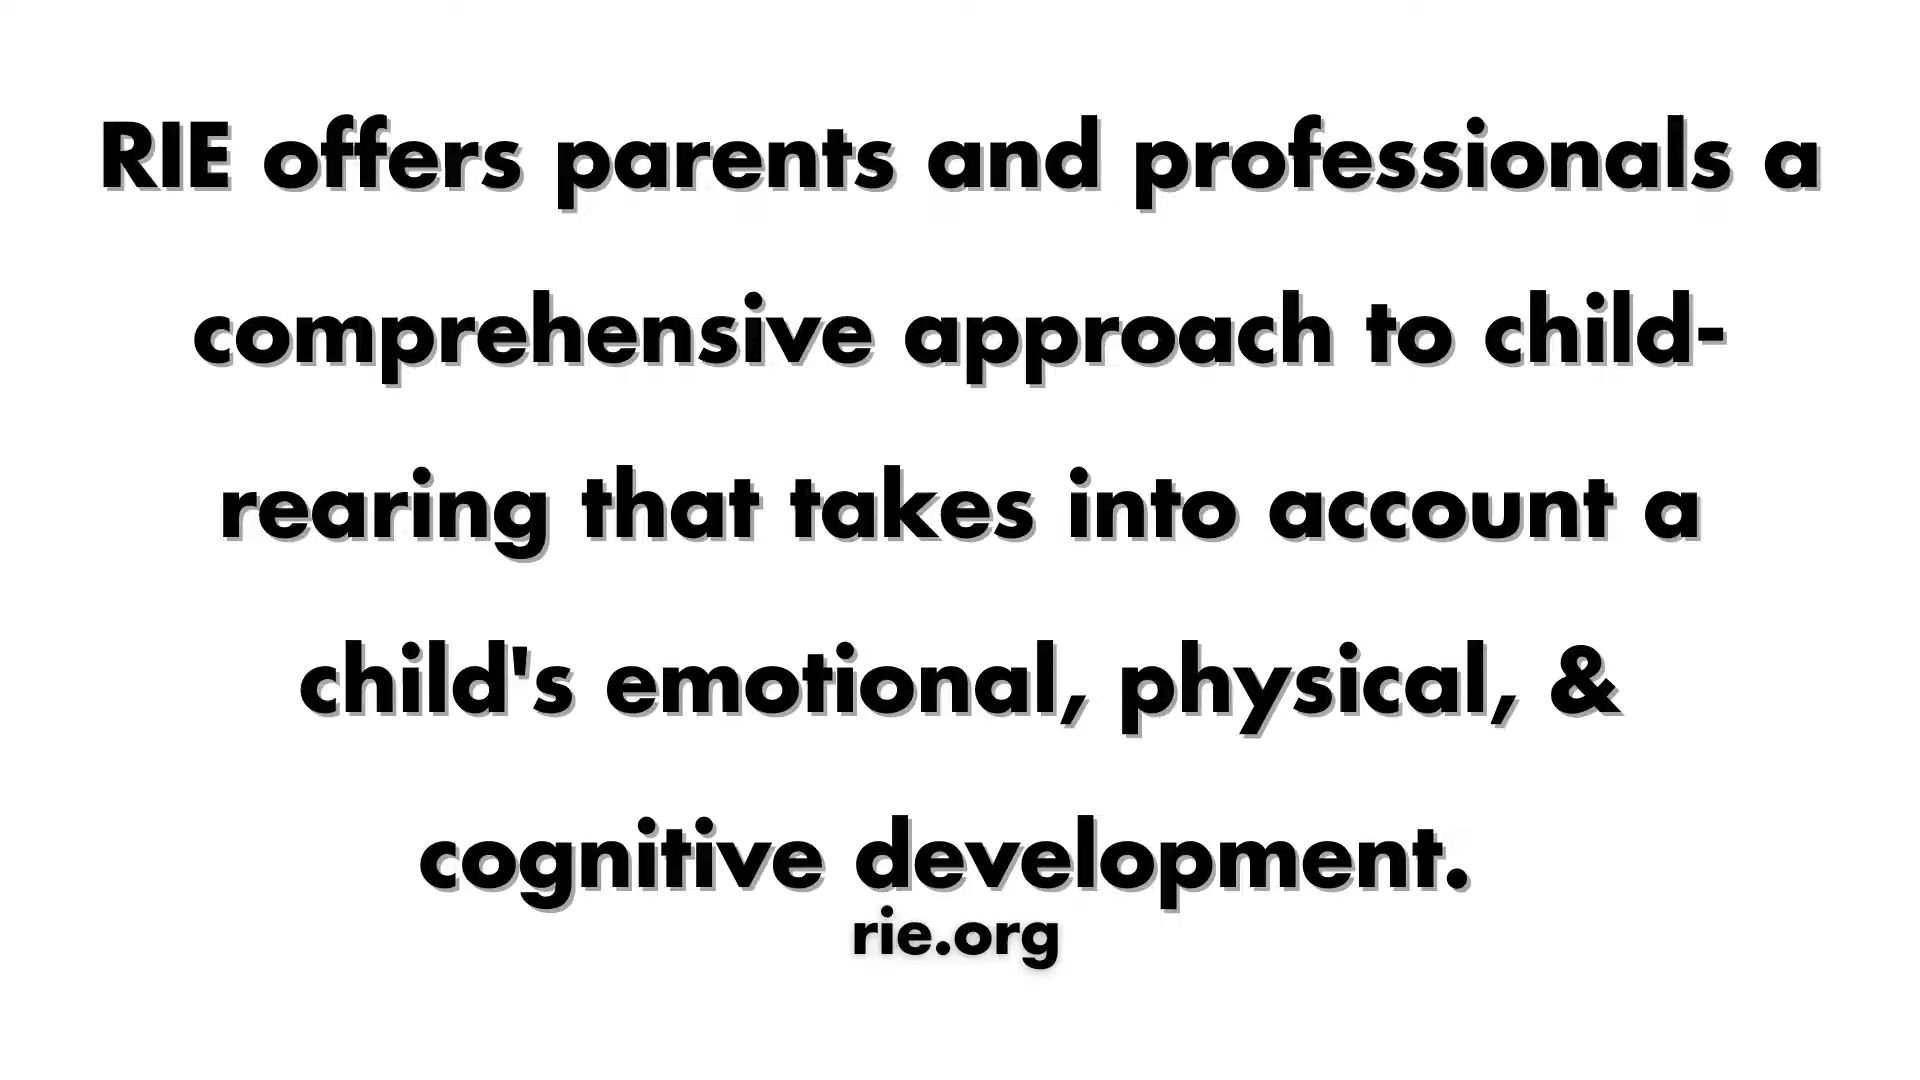 RIE offers parents and professionals a
comprehensive approach to child-
rearing that takes into account a
child's emotional, physical, &
cognitive development.
rie.org